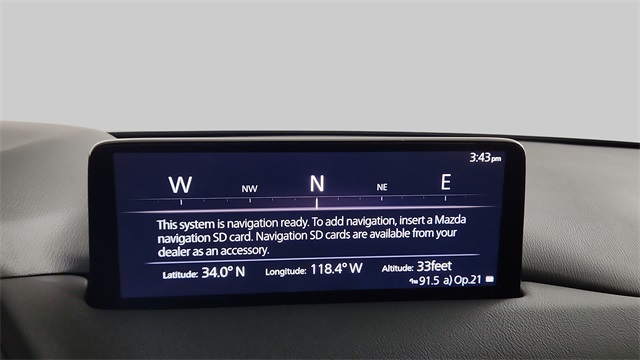 3:43pm
W NW N NE E
This system is navigation ready. To add navigation, insert a Mazda
navigation SD card. Navigation SD cards are available from your
dealer as an accessory.
Latitude: 34.0° N Longitude: 118.4° W Altitude: 33feet
91.5 a) Op.21